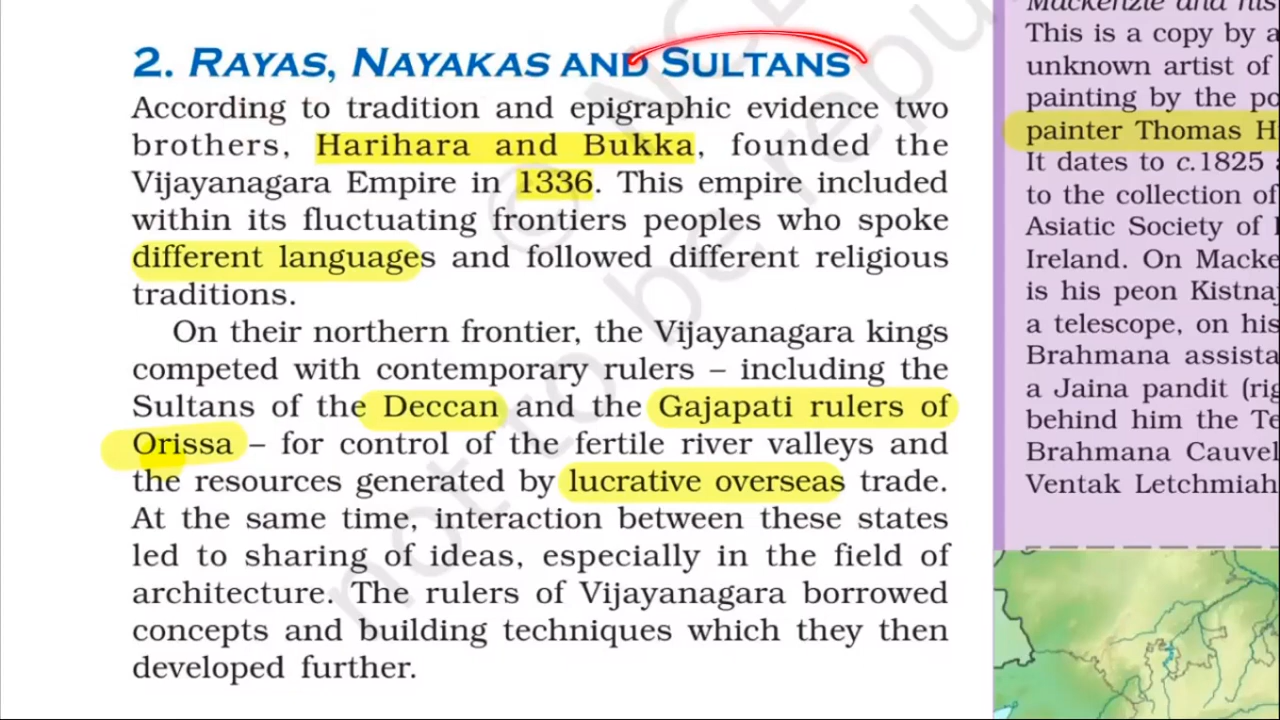 2. RAYAS, NAYAKAS AND SULTANS
According to tradition and epigraphic evidence two
brothers, Harihara and Bukka, founded the
Vijayanagara Empire in 1336. This empire included
within its fluctuating frontiers peoples who spoke
different languages and followed different religious
traditions.
On their northern frontier, the Vijayanagara kings
competed with contemporary rulers – including the
Sultans of the Deccan and the Gajapati rulers of
Orissa – for control of the fertile river valleys and
the resources generated by lucrative overseas trade.
At the same time, interaction between these states
led to sharing of ideas, especially in the field of
architecture. The rulers of Vijayanagara borrowed
concepts and building techniques which they then
developed further.
Mackenzie and his
This is a copy by a
unknown artist of
painting by the
painter Thomas
It dates to c.1825
to the collection of
Asiatic Society of
Ireland. On
is his peon
a telescope, on his
Brahmana
a Jaina pandit
behind him the
Brahmana
Ventak Letchmiah
not to be